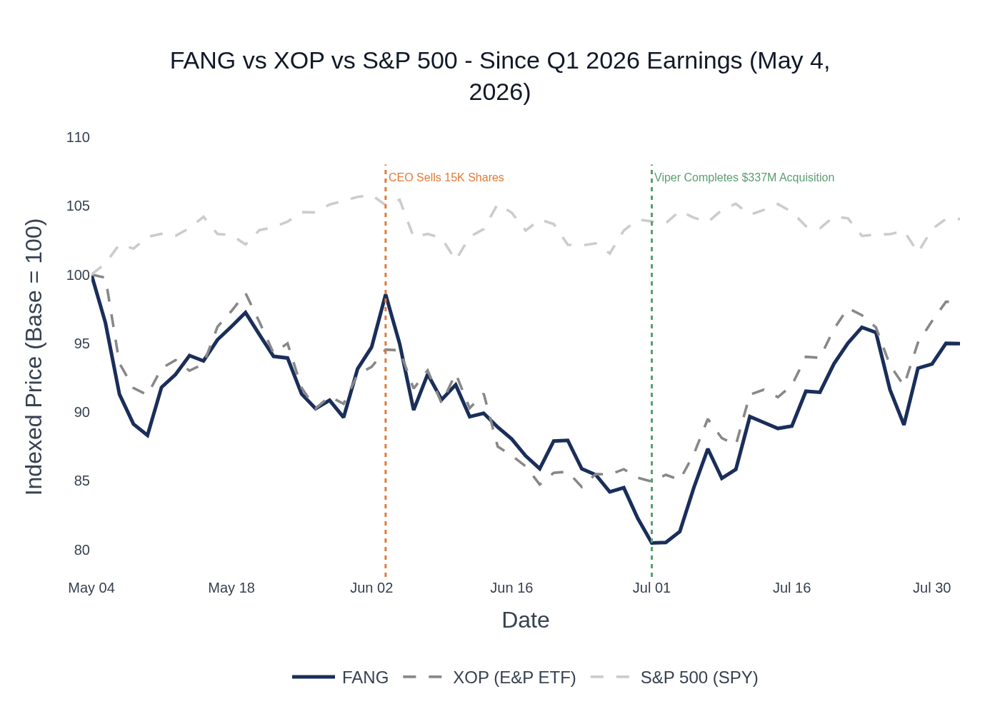 FANG vs XOP vs S&P 500 - Since Q1 2026 Earnings (May 4,
2026)
110
105
100
95
90
85
80
Indexed Price (Base = 100)
CEO Sells 15K Shares
Viper Completes $337M Acquisition
May 04
May 18
Jun 02
Jun 16
Jul 01
Jul 16
Jul 30
Date
FANG
XOP (E&P ETF)
S&P 500 (SPY)